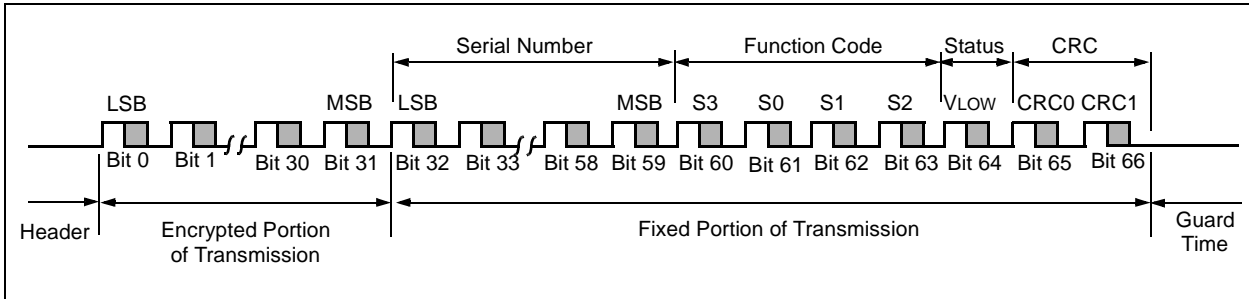 Serial Number Function Code Status CRC
LSB MSB LSB MSB S3 S0 S1 S2 VLOW CRC0 CRC1
Bit 0 Bit 1 Bit 30 Bit 31 Bit 32 Bit 33 Bit 58 Bit 59 Bit 60 Bit 61 Bit 62 Bit 63 Bit 64 Bit 65 Bit 66
Header Encrypted Portion Fixed Portion of Transmission Guard
of Transmission Time